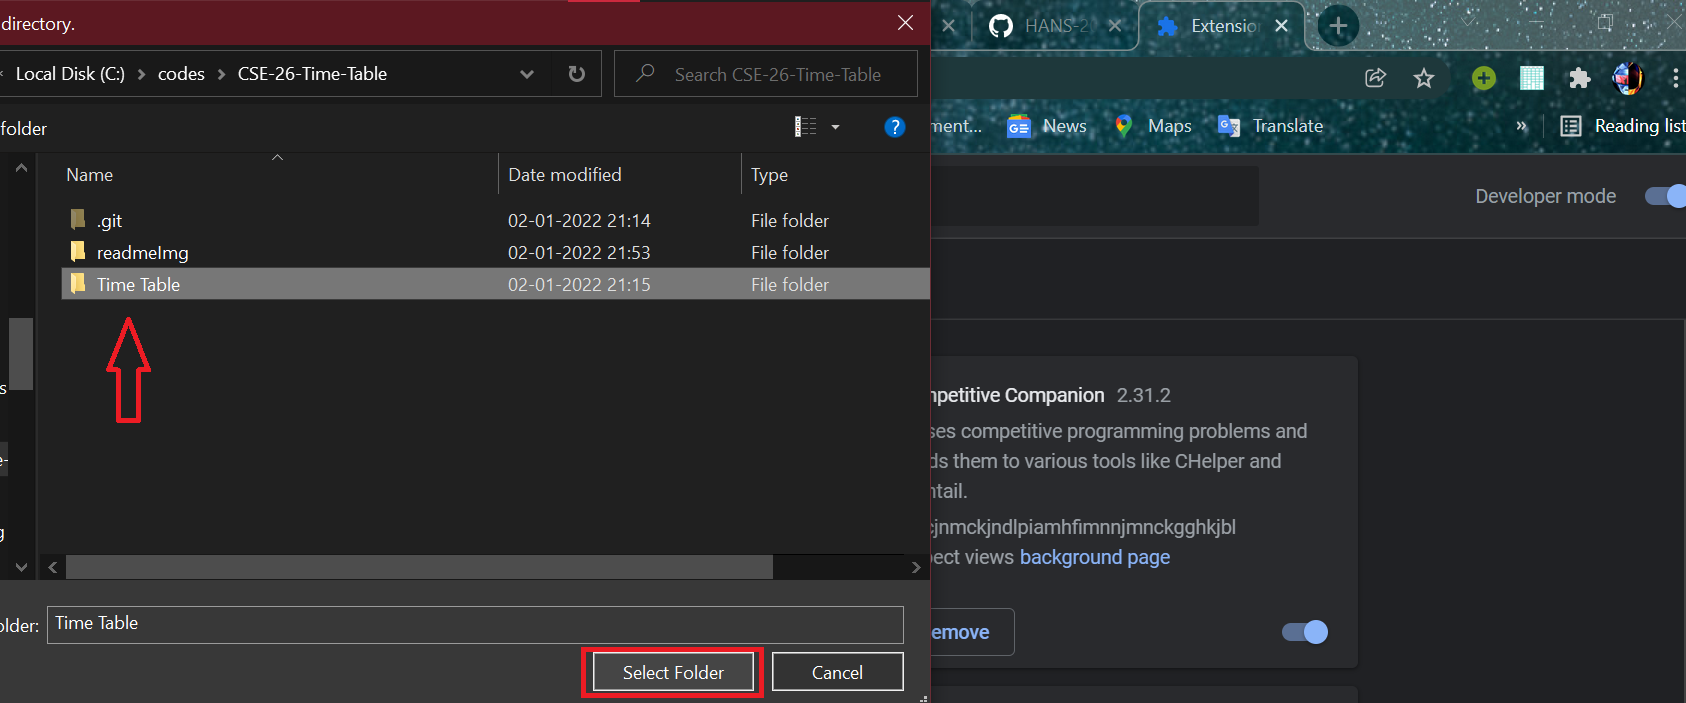 directory.
Local Disk (C:) > codes > CSE-26-Time-Table
Search CSE-26-Time-Table
folder
Name
Date modified
Type
.git
02-01-2022 21:14
File folder
readmeImg
02-01-2022 21:53
File folder
Time Table
02-01-2022 21:15
File folder
older:
Time Table
Select Folder
Cancel
HANS-2
Extension
ment...
News
Maps
Translate
»
Reading list
Developer mode
mpetitive Companion 2.31.2
ses competitive programming problems and
ds them to various tools like CHelper and
ntail.
cjnmckjndlpiamhfimnnjmnckgghkjbl
pect views background page
emove